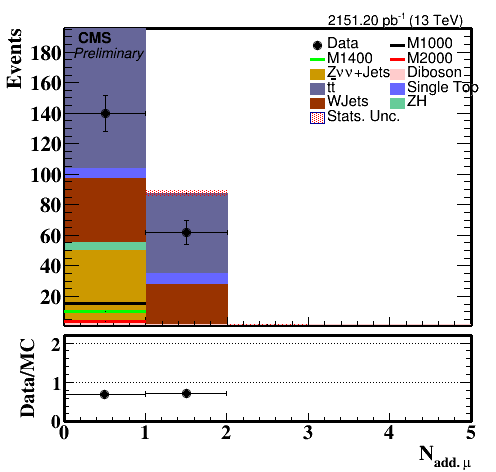 2151.20 pb⁻¹ (13 TeV)
CMS
Preliminary
Data
M1000
M1400
M2000
Zνν+Jets
Diboson
tt̄
Single Top
WJets
ZH
Stats. Unc.
Events
180
160
140
120
100
80
60
40
20
Data/MC
2
1
0
0 1 2 3 4 5
N add. μ